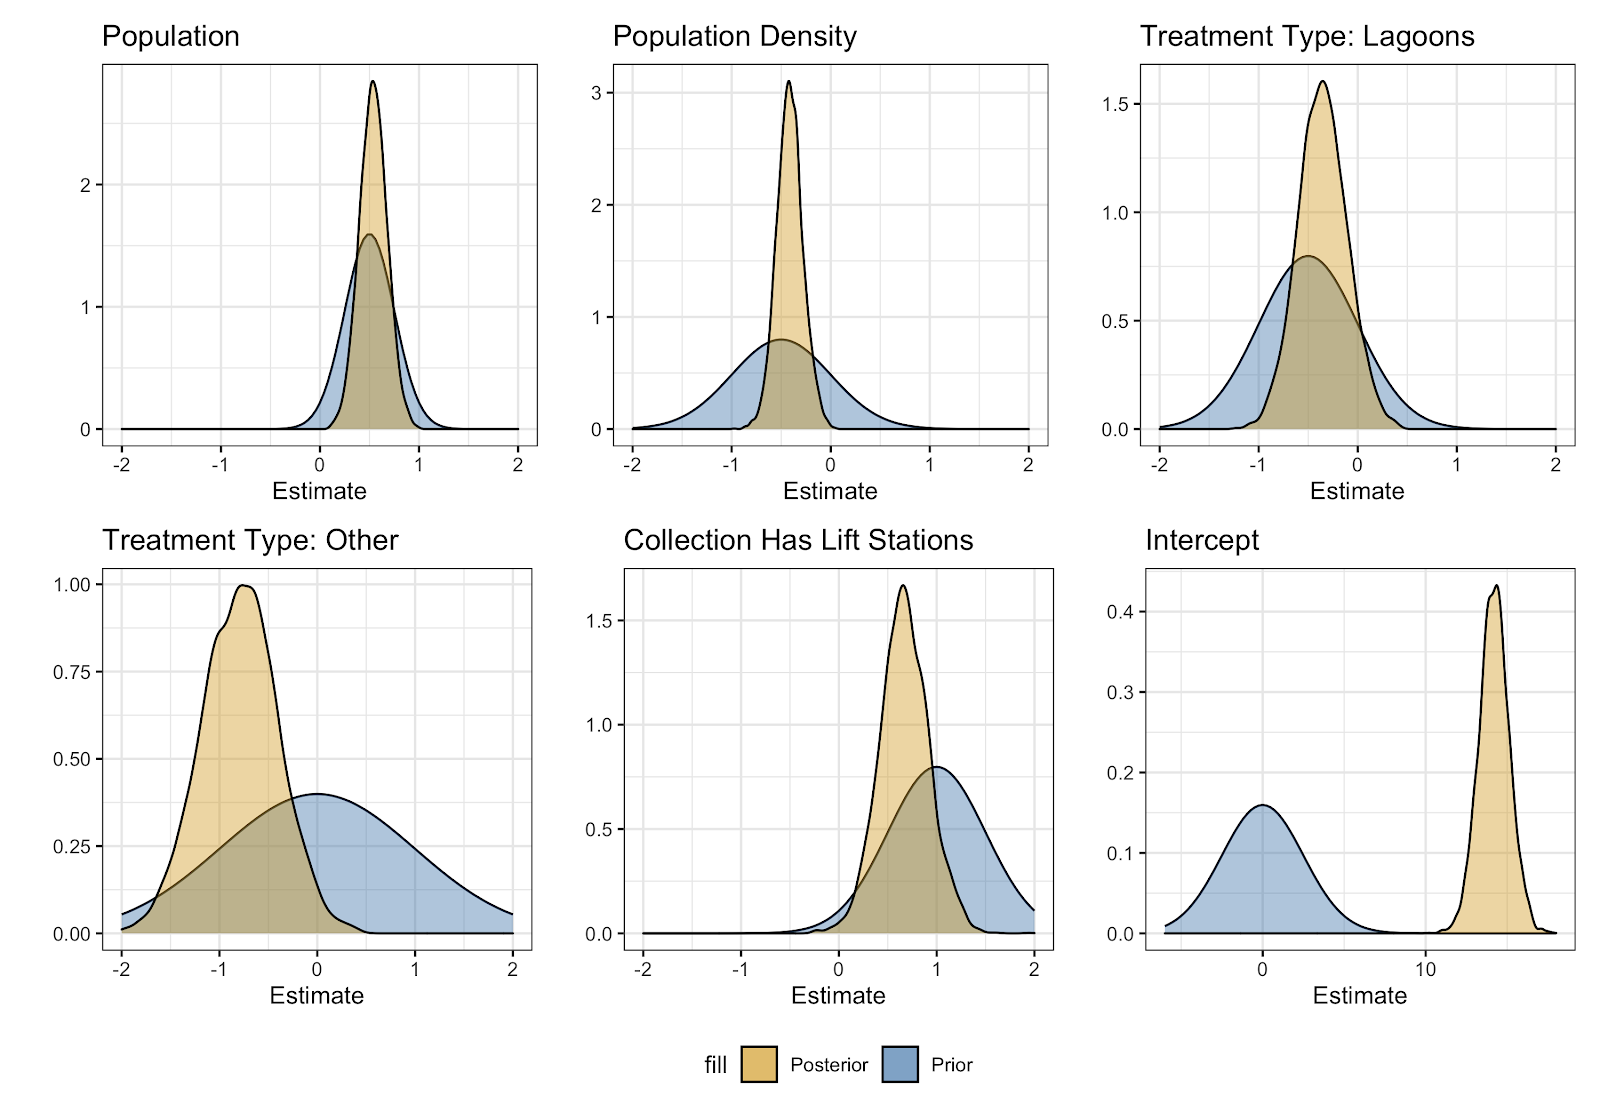 Population
Population Density
Treatment Type: Lagoons
2
1
0
-2 -1 0 1 2
Estimate
3
2
1
0
-2 -1 0 1 2
Estimate
1.5
1.0
0.5
0.0
-2 -1 0 1 2
Estimate
Treatment Type: Other
Collection Has Lift Stations
Intercept
1.00
0.75
0.50
0.25
0.00
-2 -1 0 1 2
Estimate
1.5
1.0
0.5
0.0
-2 -1 0 1 2
Estimate
0.4
0.3
0.2
0.1
0.0
0 10
Estimate
fill Posterior Prior